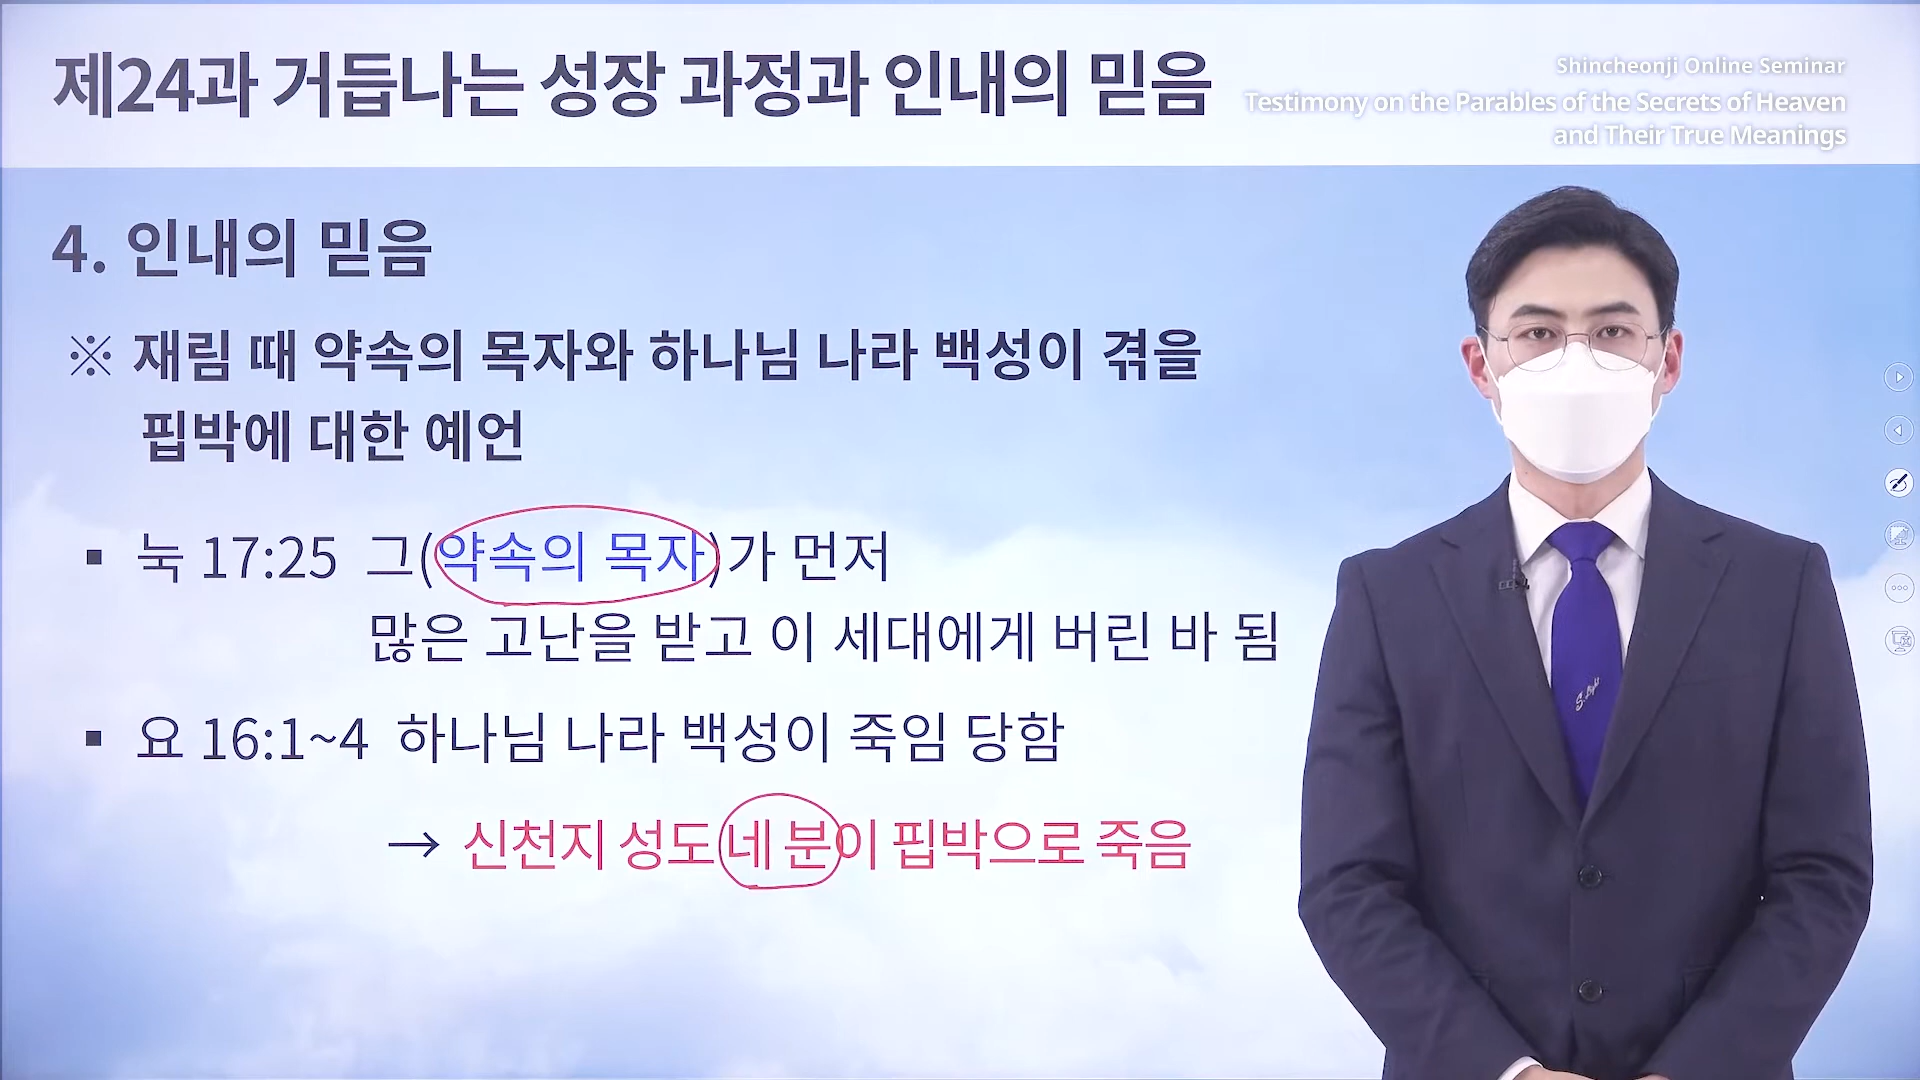 제24과 거듭나는 성장 과정과 인내의 믿음
Shincheonji Online Seminar
Testimony on the Parables of the Secrets of Heaven
and Their True Meanings
4. 인내의 믿음
※ 재림 때 약속의 목자와 하나님 나라 백성이 겪을
핍박에 대한 예언
▪ 눅 17:25 그(약속의 목자)가 먼저
많은 고난을 받고 이 세대에게 버린 바 됨
▪ 요 16:1~4 하나님 나라 백성이 죽임 당함
→ 신천지 성도 네 분이 핍박으로 죽음
S.Light